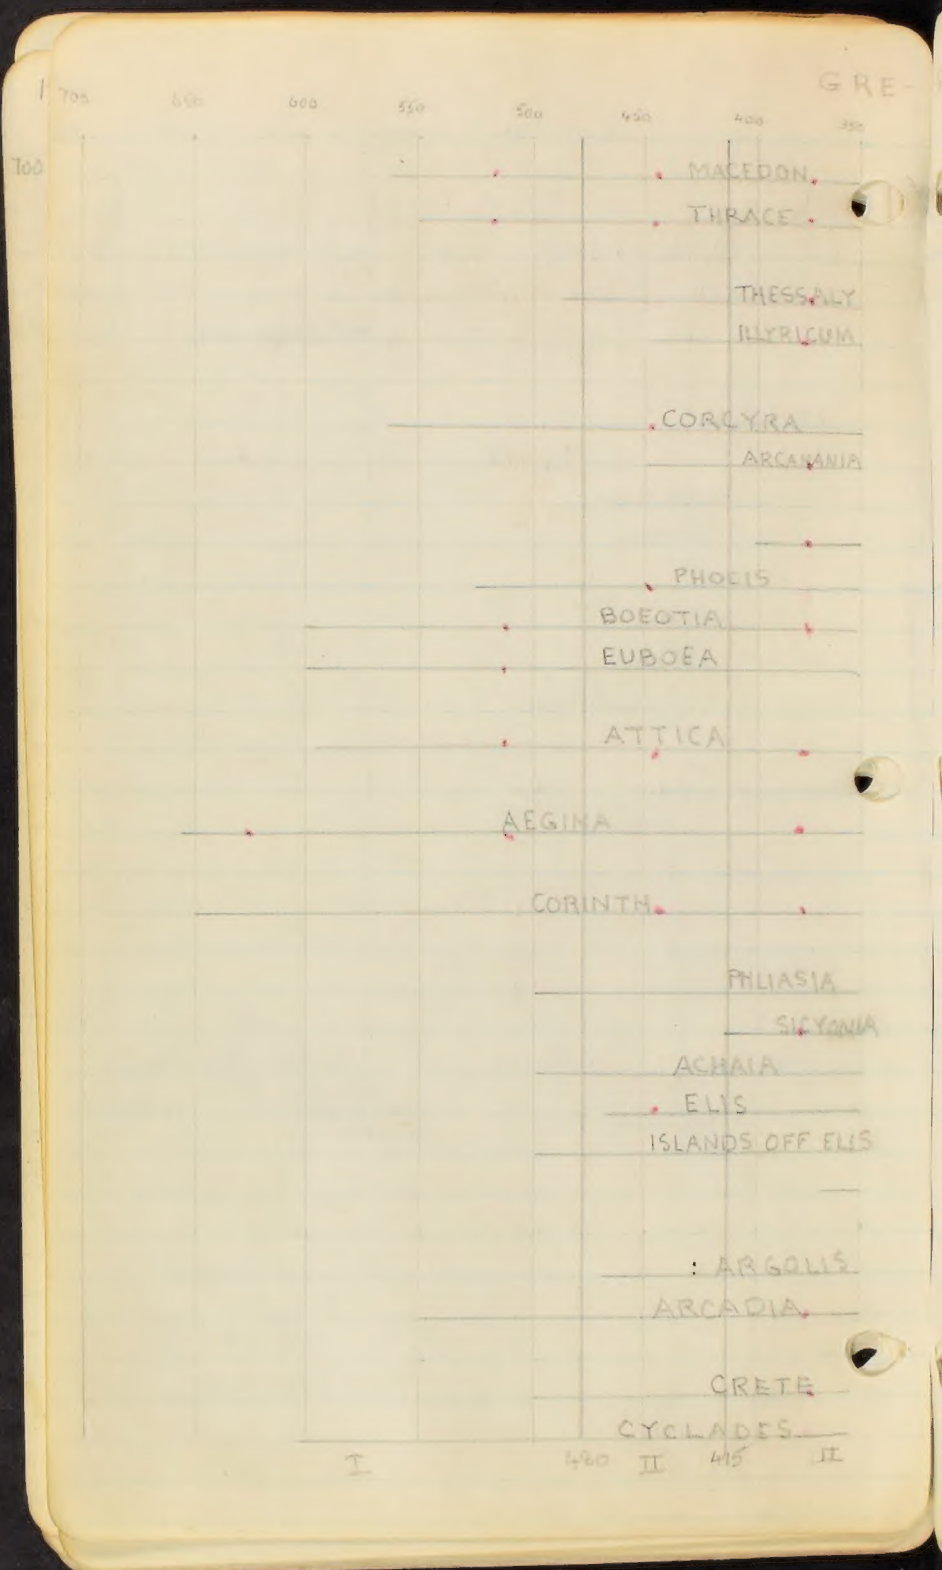 GRE-
700 650 600 550 500 450 400 350
700
MACEDON
THRACE
THESSALY
ILLYRICUM
CORCYRA
ARCANANIA
PHOCIS
BOEOTIA
EUBOEA
ATTICA
AEGINA
CORINTH
PHLIASIA
SICYONIA
ACHAIA
ELIS
ISLANDS OFF ELIS
: ARGOLIS
ARCADIA
CRETE
CYCLADES
I 480 II 415 II